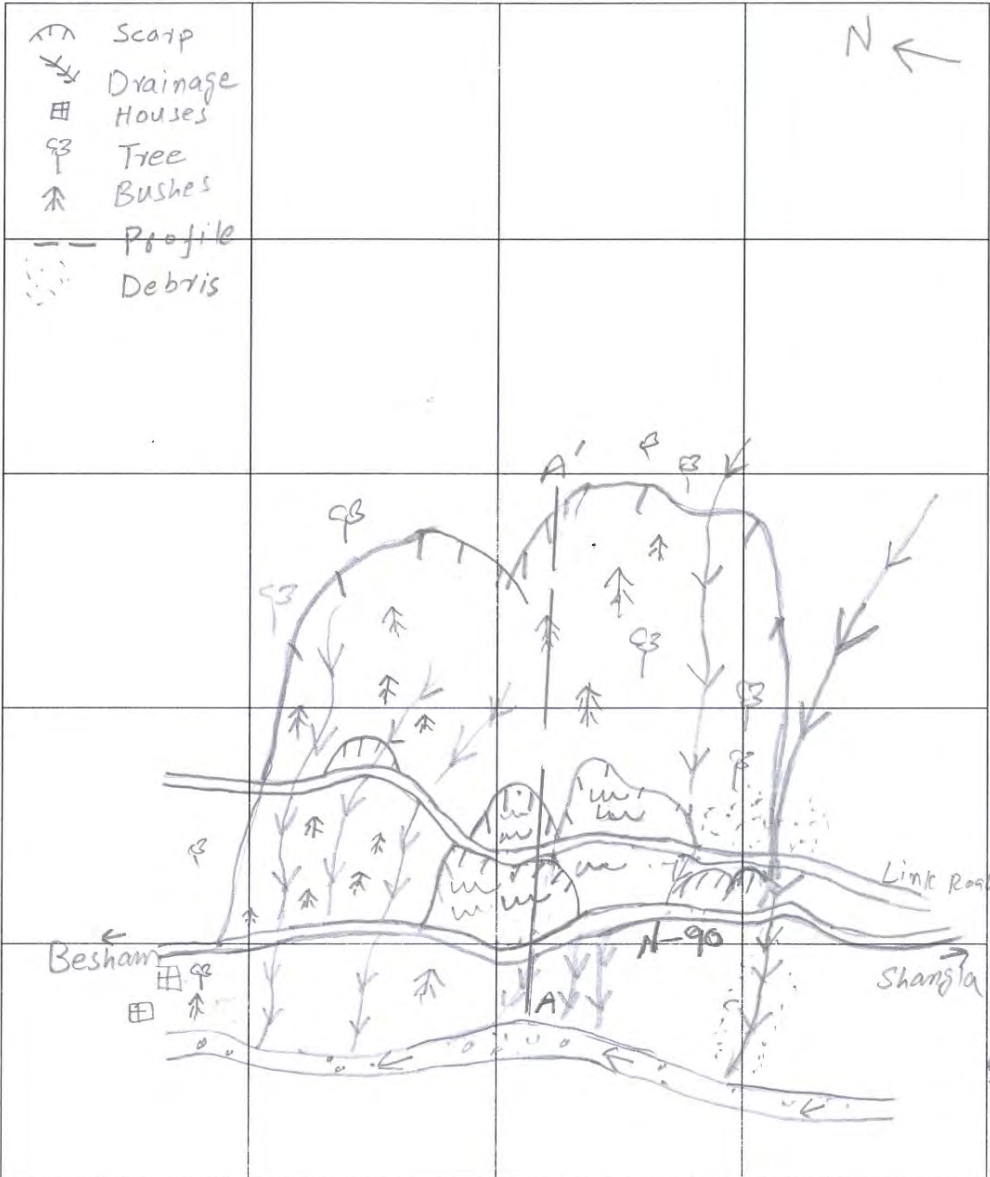 Scarp
N
Drainage
Houses
Tree
Bushes
Profile
Debris
A'
Link Road
N-90
Besham
Shangla
A